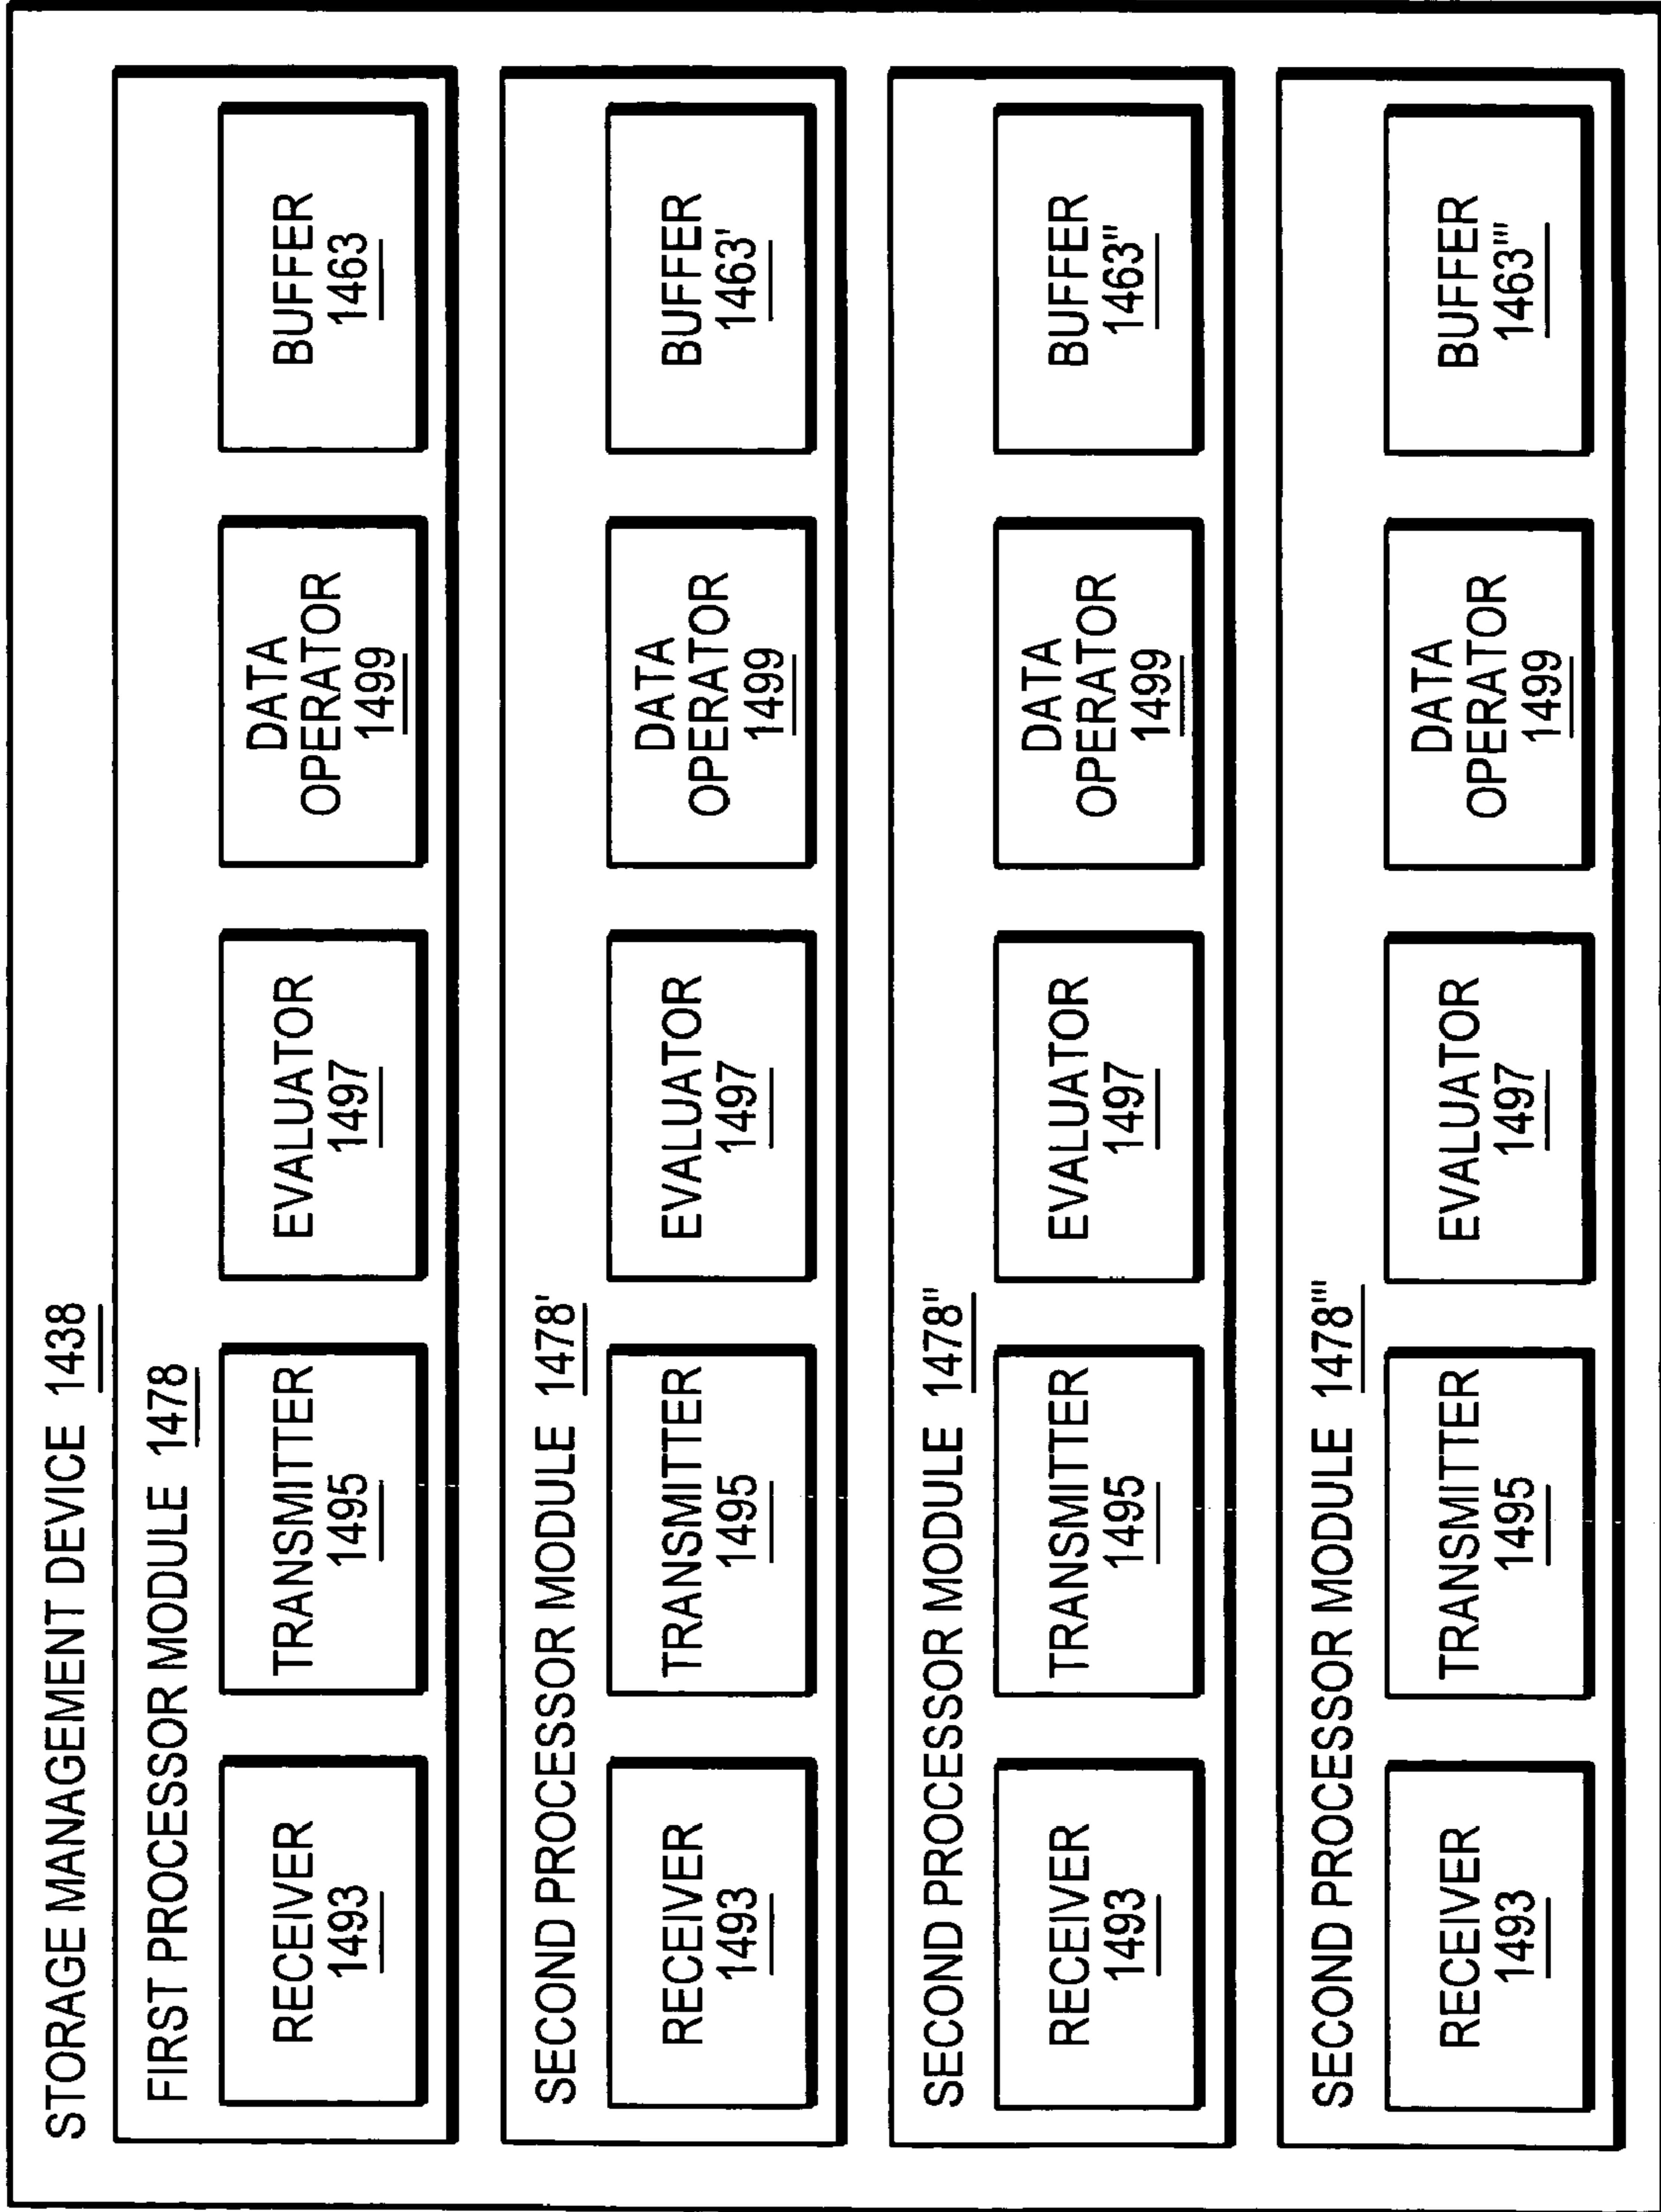 STORAGE MANAGEMENT DEVICE 1438
FIRST PROCESSOR MODULE 1478
RECEIVER
1493
TRANSMITTER
1495
EVALUATOR
1497
DATA
OPERATOR
1499
BUFFER
1463
SECOND PROCESSOR MODULE 1478'
RECEIVER
1493
TRANSMITTER
1495
EVALUATOR
1497
DATA
OPERATOR
1499
BUFFER
1463'
SECOND PROCESSOR MODULE 1478"
RECEIVER
1493
TRANSMITTER
1495
EVALUATOR
1497
DATA
OPERATOR
1499
BUFFER
1463"
SECOND PROCESSOR MODULE 1478'"
RECEIVER
1493
TRANSMITTER
1495
EVALUATOR
1497
DATA
OPERATOR
1499
BUFFER
1463'"